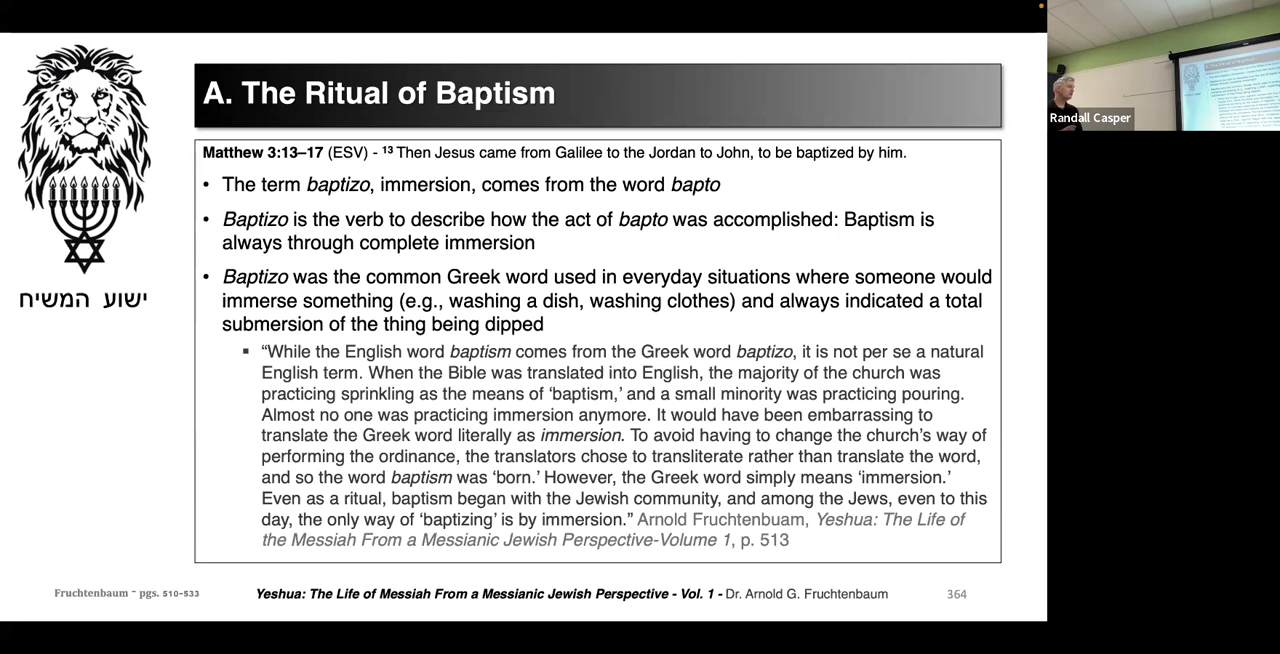 A. The Ritual of Baptism
Matthew 3:13–17 (ESV) - 13 Then Jesus came from Galilee to the Jordan to John, to be baptized by him.
• The term baptizo, immersion, comes from the word bapto
• Baptizo is the verb to describe how the act of bapto was accomplished: Baptism is
always through complete immersion
• Baptizo was the common Greek word used in everyday situations where someone would
immerse something (e.g., washing a dish, washing clothes) and always indicated a total
submersion of the thing being dipped
▪ “While the English word baptism comes from the Greek word baptizo, it is not per se a natural
English term. When the Bible was translated into English, the majority of the church was
practicing sprinkling as the means of ‘baptism,’ and a small minority was practicing pouring.
Almost no one was practicing immersion anymore. It would have been embarrassing to
translate the Greek word literally as immersion. To avoid having to change the church’s way of
performing the ordinance, the translators chose to transliterate rather than translate the word,
and so the word baptism was ‘born.’ However, the Greek word simply means ‘immersion.’
Even as a ritual, baptism began with the Jewish community, and among the Jews, even to this
day, the only way of ‘baptizing’ is by immersion.” Arnold Fruchtenbuam, Yeshua: The Life of
the Messiah From a Messianic Jewish Perspective-Volume 1, p. 513
ישוע המשיח
Fruchtenbaum - pgs. 510-533
Yeshua: The Life of Messiah From a Messianic Jewish Perspective - Vol. 1 - Dr. Arnold G. Fruchtenbaum
364
Randall Casper